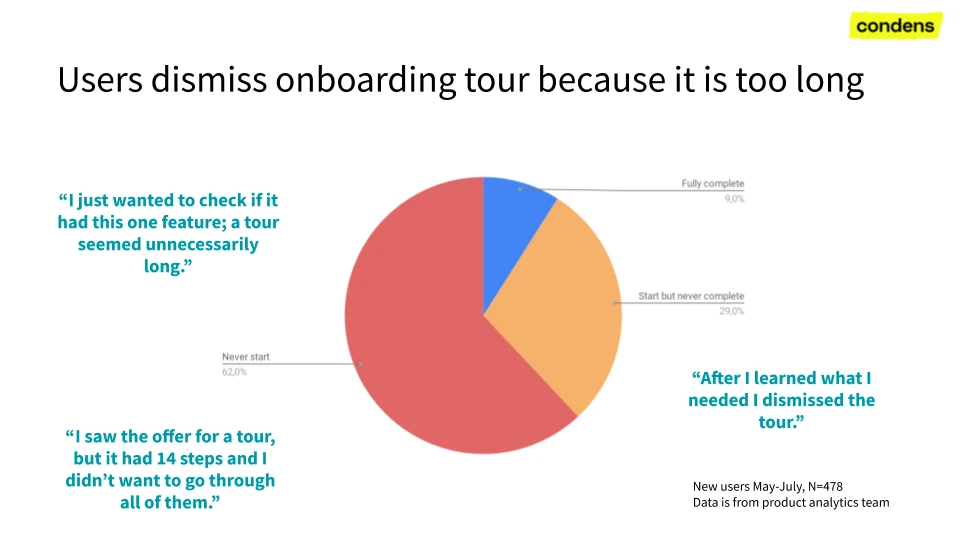 condens
Users dismiss onboarding tour because it is too long
“I just wanted to check if it
had this one feature; a tour
seemed unnecessarily
long.”
Fully complete
9,0%
Start but never complete
29,0%
Never start
62,0%
“After I learned what I
needed I dismissed the
tour.”
“I saw the offer for a tour,
but it had 14 steps and I
didn’t want to go through
all of them.”
New users May-July, N=478
Data is from product analytics team